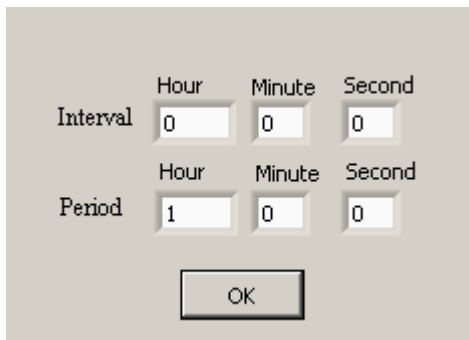 Hour Minute Second
Interval 0 0 0
Hour Minute Second
Period 1 0 0
OK